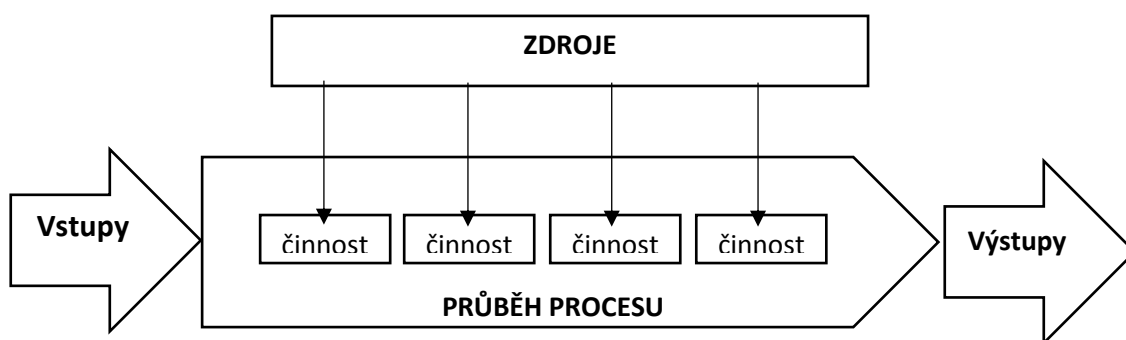 ZDROJE
Vstupy
činnost
činnost
činnost
činnost
Výstupy
PRŮBĚH PROCESU